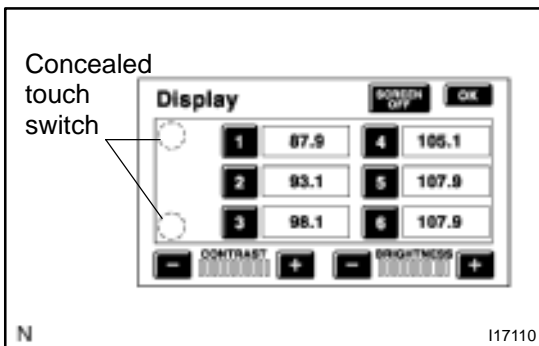 Concealed
touch
switch
Display
SCREEN OFF
OK
1 87.9 4 105.1
2 93.1 5 107.9
3 98.1 6 107.9
− CONTRAST + − BRIGHTNESS +
N I17110